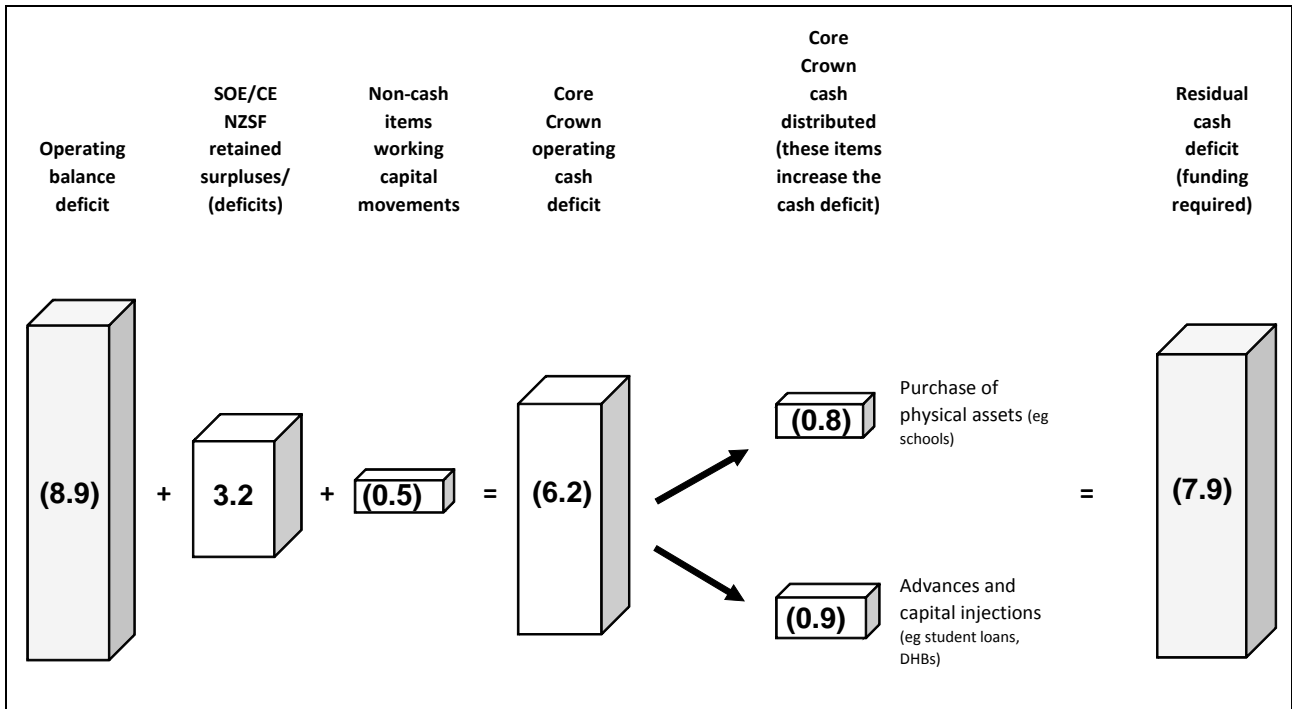 Operating
balance
deficit
SOE/CE
NZSF
retained
surpluses/
(deficits)
Non-cash
items
working
capital
movements
Core
Crown
operating
cash
deficit
Core
Crown
cash
distributed
(these items
increase the
cash deficit)
Residual
cash
deficit
(funding
required)
(8.9)
+
3.2
+
(0.5)
=
(6.2)
(0.8)
Purchase of
physical assets (eg
schools)
(0.9)
Advances and
capital injections
(eg student loans,
DHBs)
=
(7.9)